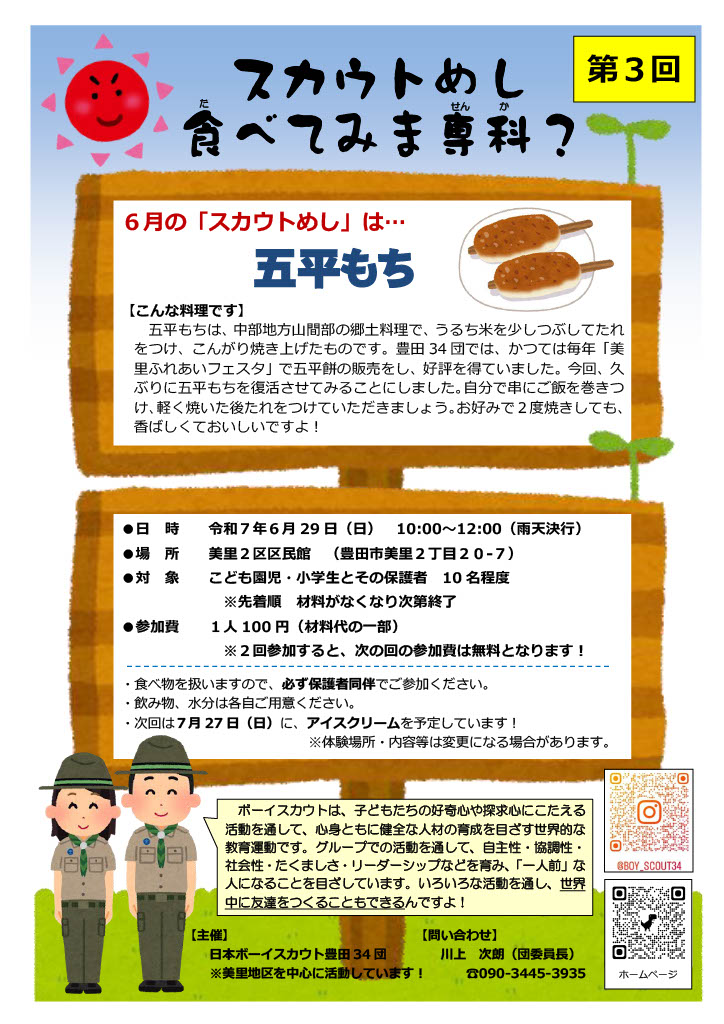 第３回
スカウトめし
食べてみま専科？
た せん か
６月の「スカウトめし」は…
五平もち
【こんな料理です】
五平もちは、中部地方山間部の郷土料理で、うるち米を少しつぶしてたれ
をつけ、こんがり焼き上げたものです。豊田 34 団では、かつては毎年「美
里ふれあいフェスタ」で五平餅の販売をし、好評を得ていました。今回、久
ぶりに五平もちを復活させてみることにしました。自分で串にご飯を巻きつ
け、軽く焼いた後たれをつけていただきましょう。お好みで２度焼きしても、
香ばしくておいしいですよ！
●日　時　　令和７年６月 29 日（日）　10:00～12:00（雨天決行）
●場　所　　美里２区区民館　（豊田市美里２丁目２０-７）
●対　象　　こども園児・小学生とその保護者　10 名程度
※先着順　材料がなくなり次第終了
●参加費　　１人 100 円（材料代の一部）
※２回参加すると、次の回の参加費は無料となります！
・食べ物を扱いますので、必ず保護者同伴でご参加ください。
・飲み物、水分は各自ご用意ください。
・次回は７月 27 日（日）に、アイスクリームを予定しています！
※体験場所・内容等は変更になる場合があります。
ボーイスカウトは、子どもたちの好奇心や探求心にこたえる
活動を通して、心身ともに健全な人材の育成を目ざす世界的な
教育運動です。グループでの活動を通して、自主性・協調性・
社会性・たくましさ・リーダーシップなどを育み、「一人前」な
人になることを目ざしています。いろいろな活動を通し、世界
中に友達をつくることもできるんですよ！
@BOY_SCOUT34
ホームページ
【主催】
日本ボーイスカウト豊田 34 団
※美里地区を中心に活動しています！
【問い合わせ】
川上　次朗（団委員長）
☎090-3445-3935